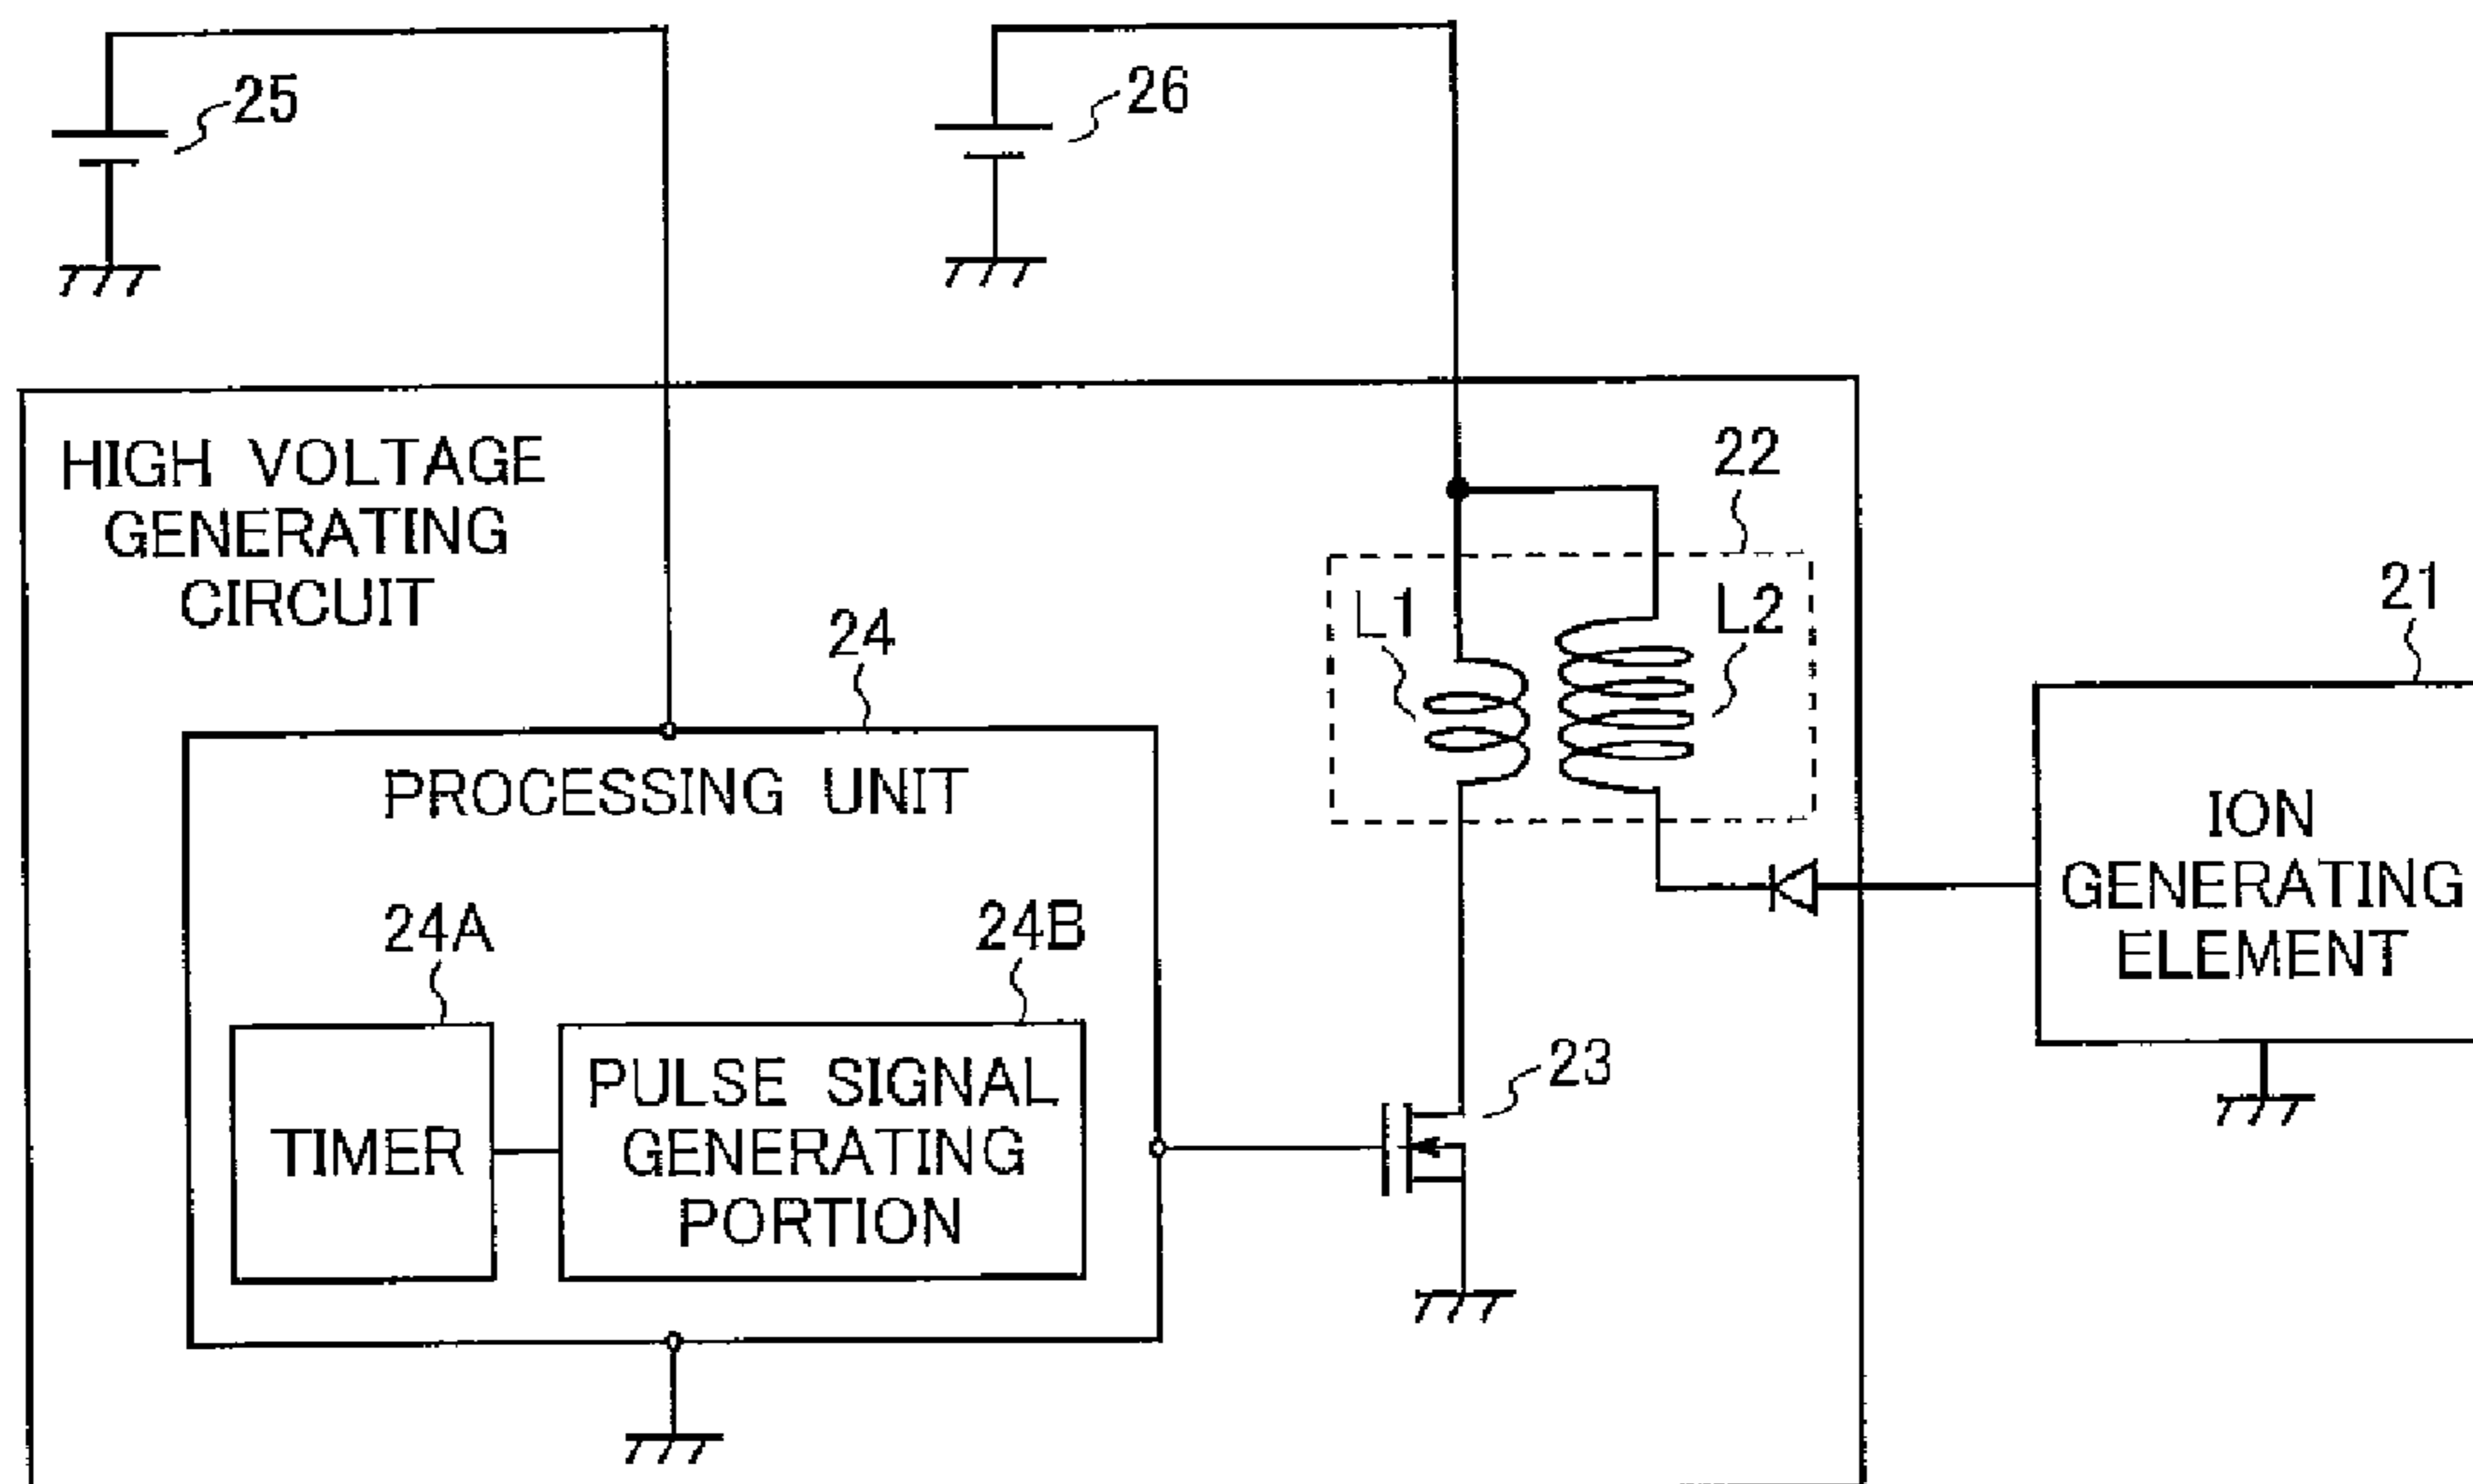 25
26
HIGH VOLTAGE
GENERATING
CIRCUIT
22
L1
L2
21
24
PROCESSING UNIT
ION
GENERATING
ELEMENT
24A
24B
23
TIMER
PULSE SIGNAL
GENERATING
PORTION